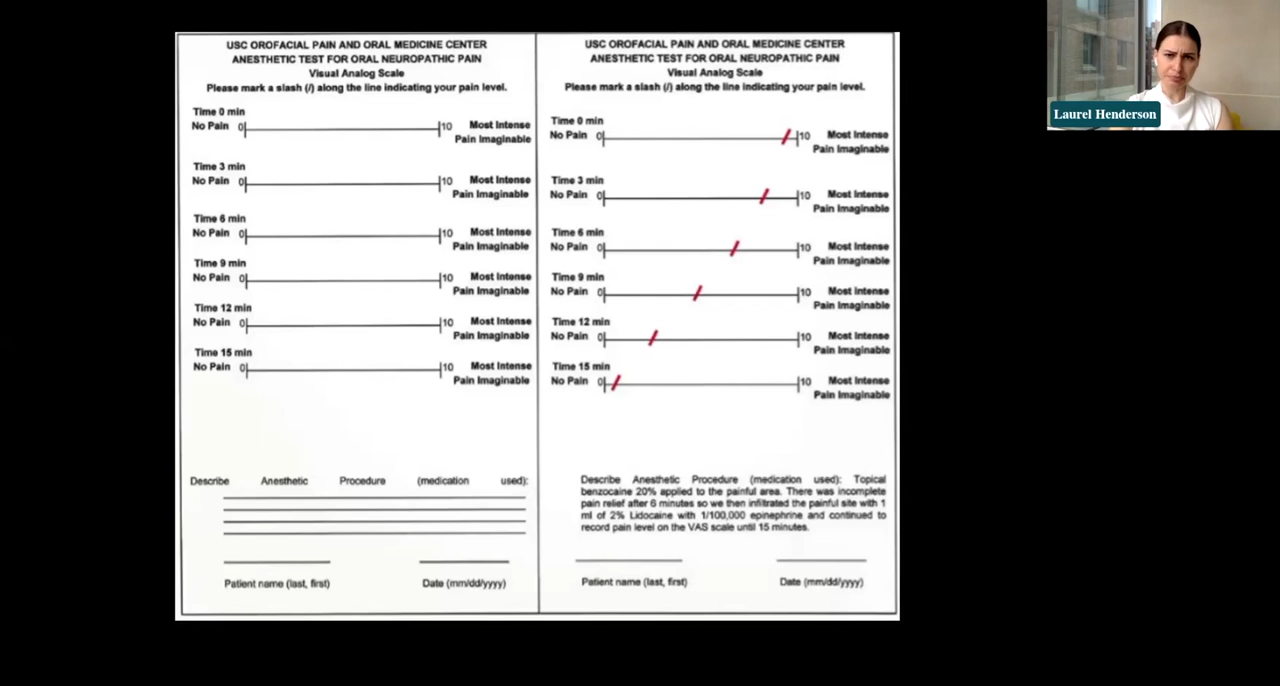 USC OROFACIAL PAIN AND ORAL MEDICINE CENTER
ANESTHETIC TEST FOR ORAL NEUROPATHIC PAIN
Visual Analog Scale
Please mark a slash (/) along the line indicating your pain level.
Time 0 min
No Pain 0 10 Most Intense
Pain Imaginable
Time 3 min
No Pain 0 10 Most Intense
Pain Imaginable
Time 6 min
No Pain 0 10 Most Intense
Pain Imaginable
Time 9 min
No Pain 0 10 Most Intense
Pain Imaginable
Time 12 min
No Pain 0 10 Most Intense
Pain Imaginable
Time 15 min
No Pain 0 10 Most Intense
Pain Imaginable
Describe Anesthetic Procedure (medication used):
Patient name (last, first) Date (mm/dd/yyyy)
USC OROFACIAL PAIN AND ORAL MEDICINE CENTER
ANESTHETIC TEST FOR ORAL NEUROPATHIC PAIN
Visual Analog Scale
Please mark a slash (/) along the line indicating your pain level.
Time 0 min
No Pain 0 10 Most Intense
Pain Imaginable
Time 3 min
No Pain 0 10 Most Intense
Pain Imaginable
Time 6 min
No Pain 0 10 Most Intense
Pain Imaginable
Time 9 min
No Pain 0 10 Most Intense
Pain Imaginable
Time 12 min
No Pain 0 10 Most Intense
Pain Imaginable
Time 15 min
No Pain 0 10 Most Intense
Pain Imaginable
Describe Anesthetic Procedure (medication used): Topical
benzocaine 20% applied to the painful area. There was incomplete
pain relief after 6 minutes so we then infiltrated the painful site with 1
ml of 2% Lidocaine with 1/100,000 epinephrine and continued to
record pain level on the VAS scale until 15 minutes.
Patient name (last, first) Date (mm/dd/yyyy)
Laurel Henderson